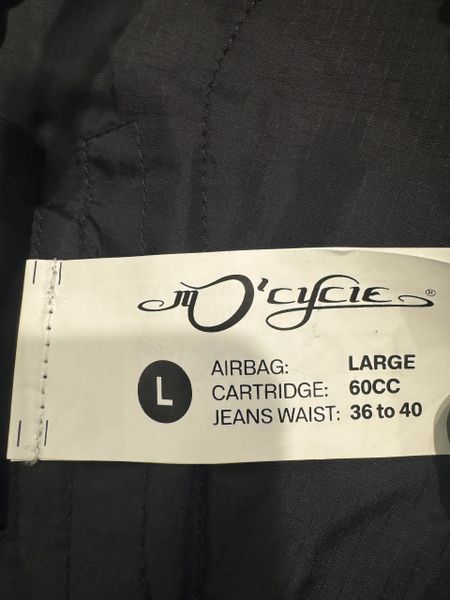 mO'cycle®
L
AIRBAG: LARGE
CARTRIDGE: 60CC
JEANS WAIST: 36 to 40